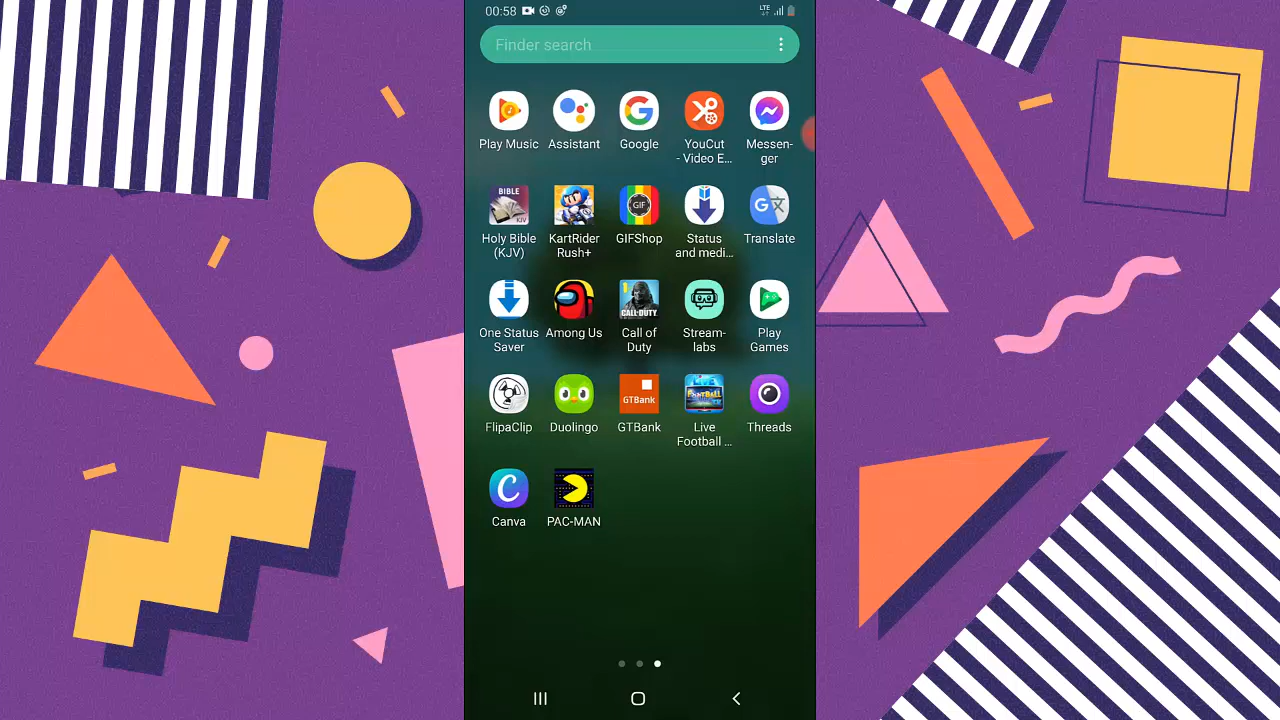 00:58
LTE
Finder search
Play Music
Assistant
Google
YouCut
- Video E...
Messen-
ger
BIBLE
KJV
GIF
G
Holy Bible
(KJV)
KartRider
Rush+
GIFShop
Status
and medi...
Translate
CALL·DUTY
One Status
Saver
Among Us
Call of
Duty
Stream-
labs
Play
Games
GTBank
LIVE
FOOTBALL
FlipaClip
Duolingo
GTBank
Live
Football ...
Threads
C
Canva
PAC-MAN